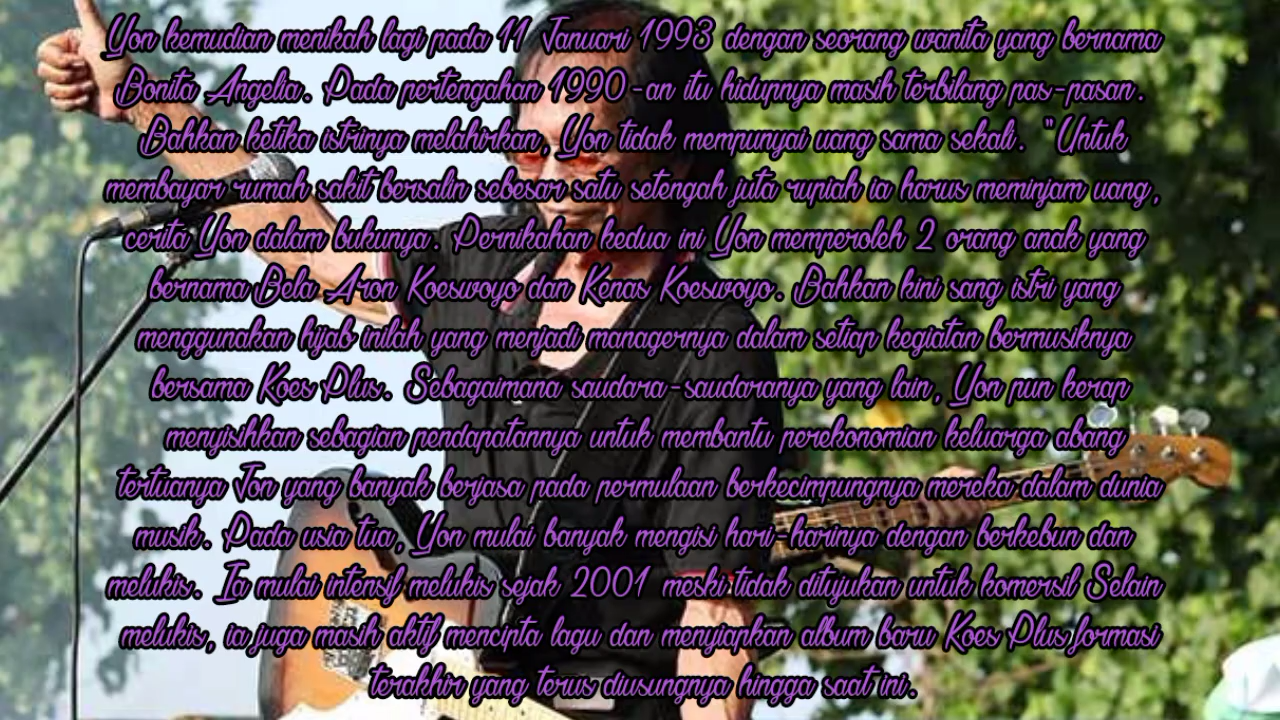 Yon kemudian menikah lagi pada 11 Januari 1993 dengan seorang wanita yang bernama
Bonita Angelia. Pada pertengahan 1990-an itu hidupnya masih terbilang pas-pasan.
Bahkan ketika istrinya melahirkan, Yon tidak mempunyai uang sama sekali. "Untuk
membayar rumah sakit bersalin sebesar satu setengah juta rupiah ia harus meminjam uang,
cerita Yon dalam bukunya. Pernikahan kedua ini Yon memperoleh 2 orang anak yang
bernama Bela Aron Koeswoyo dan Kenas Koeswoyo. Bahkan kini sang istri yang
menggunakan hijab inilah yang menjadi managernya dalam setiap kegiatan bermusiknya
bersama Koes Plus. Sebagaimana saudara-saudaranya yang lain, Yon pun kerap
menyisihkan sebagian pendapatannya untuk membantu perekonomian keluarga abang
tertuanya Jon yang banyak berjasa pada permulaan berkecimpungnya mereka dalam dunia
musik. Pada usia tua, Yon mulai banyak mengisi hari-harinya dengan berkebun dan
melukis. Ia mulai intensif melukis sejak 2001 meski tidak ditujukan untuk komersil Selain
melukis, ia juga masih aktif mencipta lagu dan menyiapkan album baru Koes Plus formasi
terakhir yang terus diusungnya hingga saat ini.